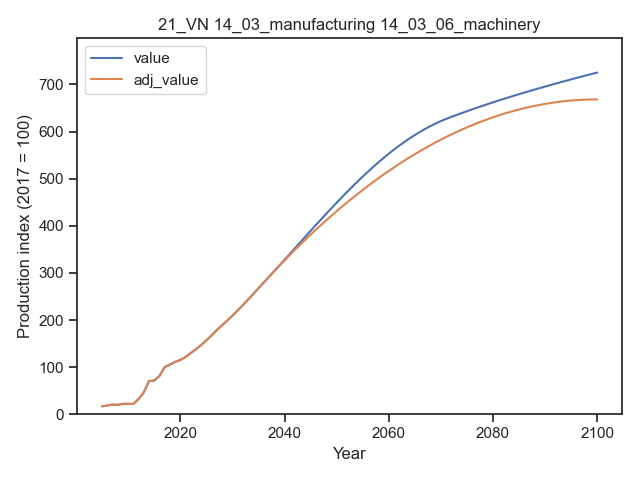 21_VN 14_03_manufacturing 14_03_06_machinery
value
adj_value
Production index (2017 = 100)
700
600
500
400
300
200
100
0
2020 2040 2060 2080 2100
Year